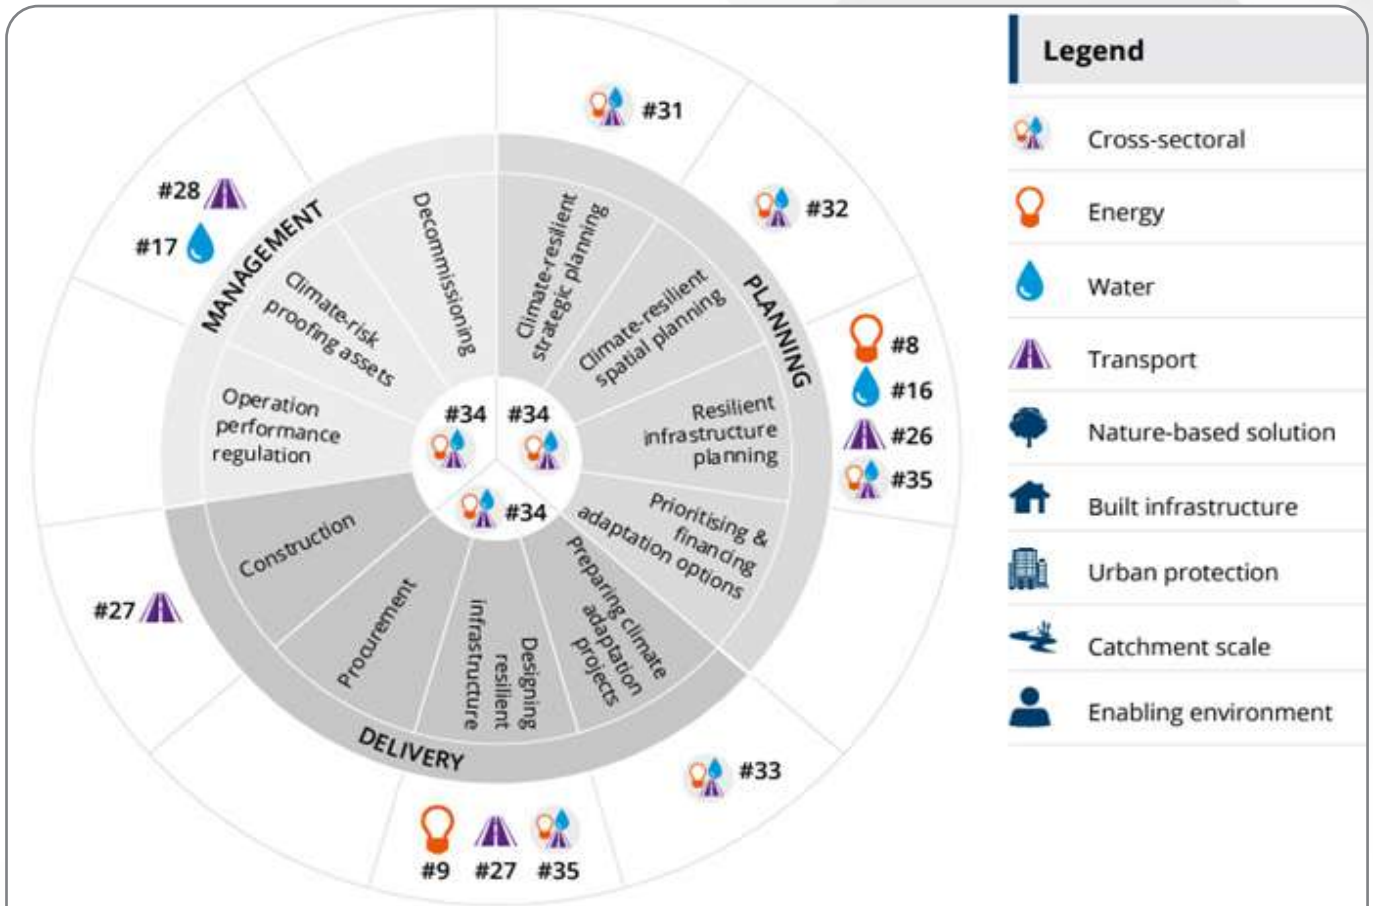 #31
#32
#8
#16
#26
#35
#33
#9
#27
#35
#27
#28
#17
MANAGEMENT
PLANNING
DELIVERY
Decommissioning
Climate-resilient
strategic planning
Climate-resilient
spatial planning
Resilient
infrastructure
planning
Prioritising &
financing
adaptation options
Preparing climate
adaptation
projects
Designing
resilient
infrastructure
Procurement
Construction
Operation
performance
regulation
Climate-risk
proofing assets
#34
#34
#34
Legend
Cross-sectoral
Energy
Water
Transport
Nature-based solution
Built infrastructure
Urban protection
Catchment scale
Enabling environment